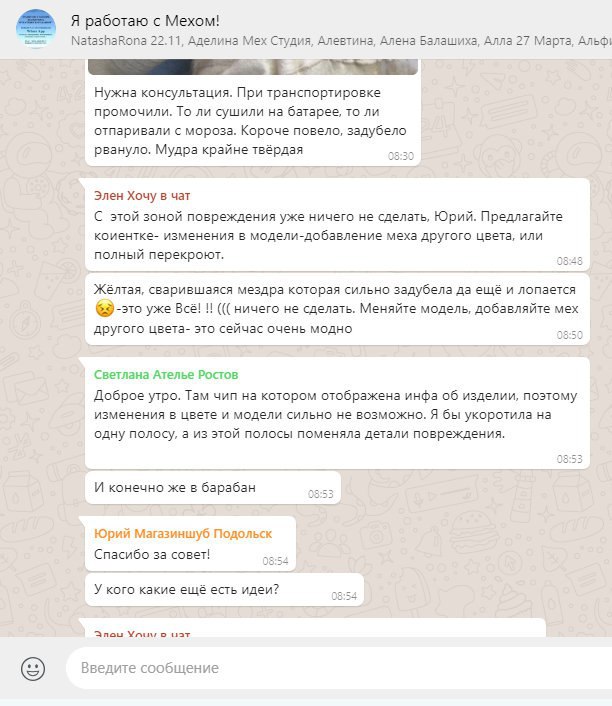 Я работаю с Мехом!
NatashaRona 22.11, Аделина Мех Студия, Алевтина, Алена Балашиха, Алла 27 Марта, Альфи
Нужна консультация. При транспортировке
промочили. То ли сушили на батарее, то ли
отпаривали с мороза. Короче повело, задубело
рвануло. Мудра крайне твёрдая
08:30
Элен Хочу в чат
С этой зоной повреждения уже ничего не сделать, Юрий. Предлагайте
коиентке- изменения в модели-добавление меха другого цвета, или
полный перекроют.
08:48
Жёлтая, сварившаяся мездра которая сильно задубела да ещё и лопается
-это уже Всё! !! ((( ничего не сделать. Меняйте модель, добавляйте мех
другого цвета- это сейчас очень модно
08:50
Светлана Ателье Ростов
Доброе утро. Там чип на котором отображена инфа об изделии, поэтому
изменения в цвете и модели сильно не возможно. Я бы укоротила на
одну полосу, а из этой полосы поменяла детали повреждения.
08:53
И конечно же в барабан
08:53
Юрий Магазиншуб Подольск
Спасибо за совет!
08:54
У кого какие ещё есть идеи?
08:54
Элен Хочу в чат
Введите сообщение